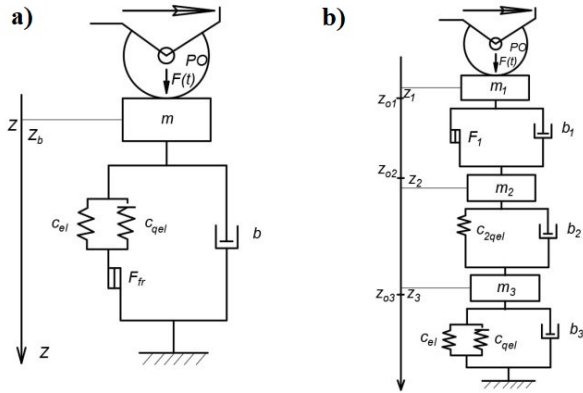 a)
PO
F(t)
m
z
z_b
c_el
c_qel
b
F_fr
z
b)
PO
F(t)
m_1
z_o1
z_1
F_1
b_1
z_o2
z_2
m_2
c_2qel
b_2
m_3
z_o3
z_3
c_el
c_qel
b_3